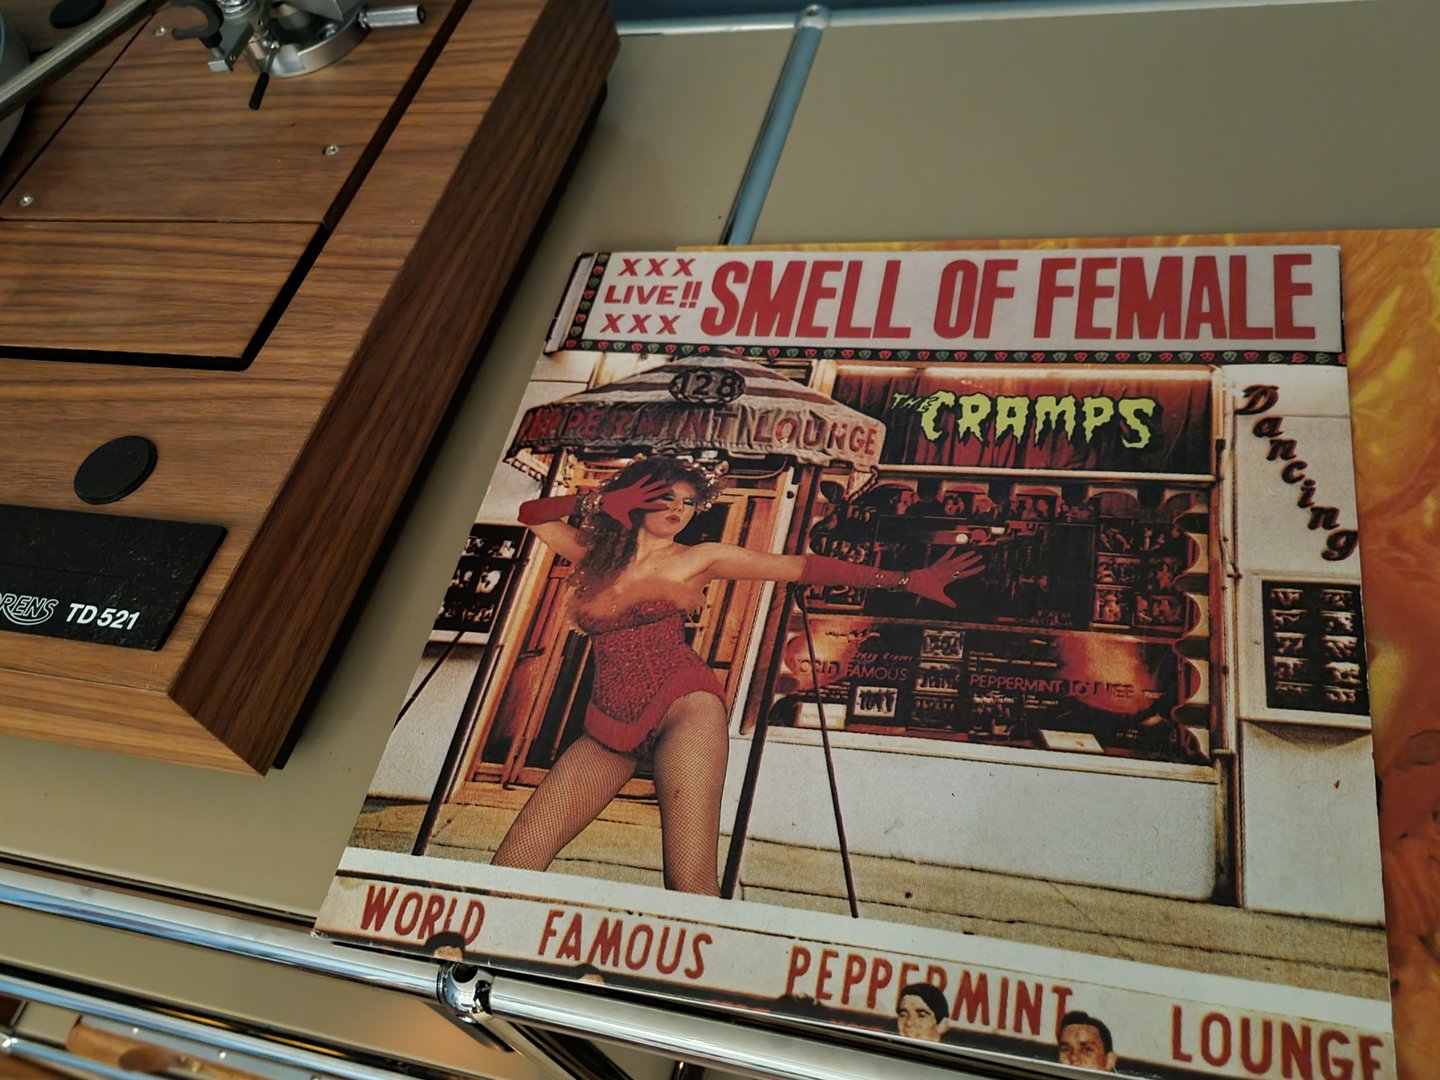 XXX
LIVE!!
XXX
SMELL OF FEMALE
128
PEPPERMINT LOUNGE
THE CRAMPS
Dancing
WORLD FAMOUS PEPPERMINT LOUNGE
RENS TD 521
WORLD FAMOUS PEPPERMINT LOUNGE